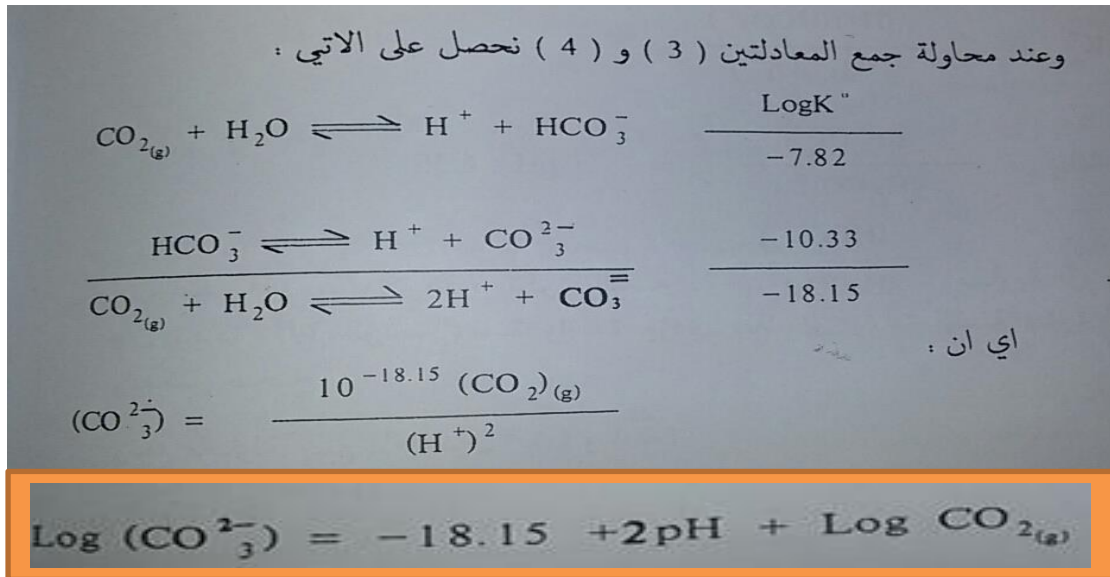 وعند محاولة جمع المعادلتين ( 3 ) و ( 4 ) نحصل على الاتي :
LogK°
CO₂₍g₎ + H₂O ⇌ H⁺ + HCO₃⁻
−7.82
HCO₃⁻ ⇌ H⁺ + CO₃²⁻ −10.33
CO₂₍g₎ + H₂O ⇌ 2H⁺ + CO₃⁼ −18.15
اي ان :
(CO₃²⁻) = 10⁻¹⁸·¹⁵ (CO₂)₍g₎
(H⁺)²
Log (CO₃²⁻) = −18.15 +2pH + Log CO₂₍g₎